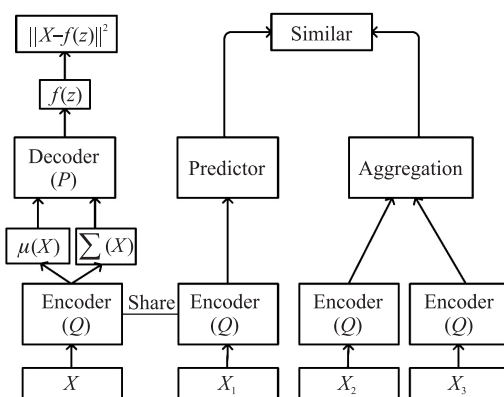 ||X–f(z)||²
Similar
f(z)
Decoder
(P)
Predictor
Aggregation
μ(X)
∑(X)
Encoder
(Q)
Share
Encoder
(Q)
Encoder
(Q)
Encoder
(Q)
X
X₁
X₂
X₃